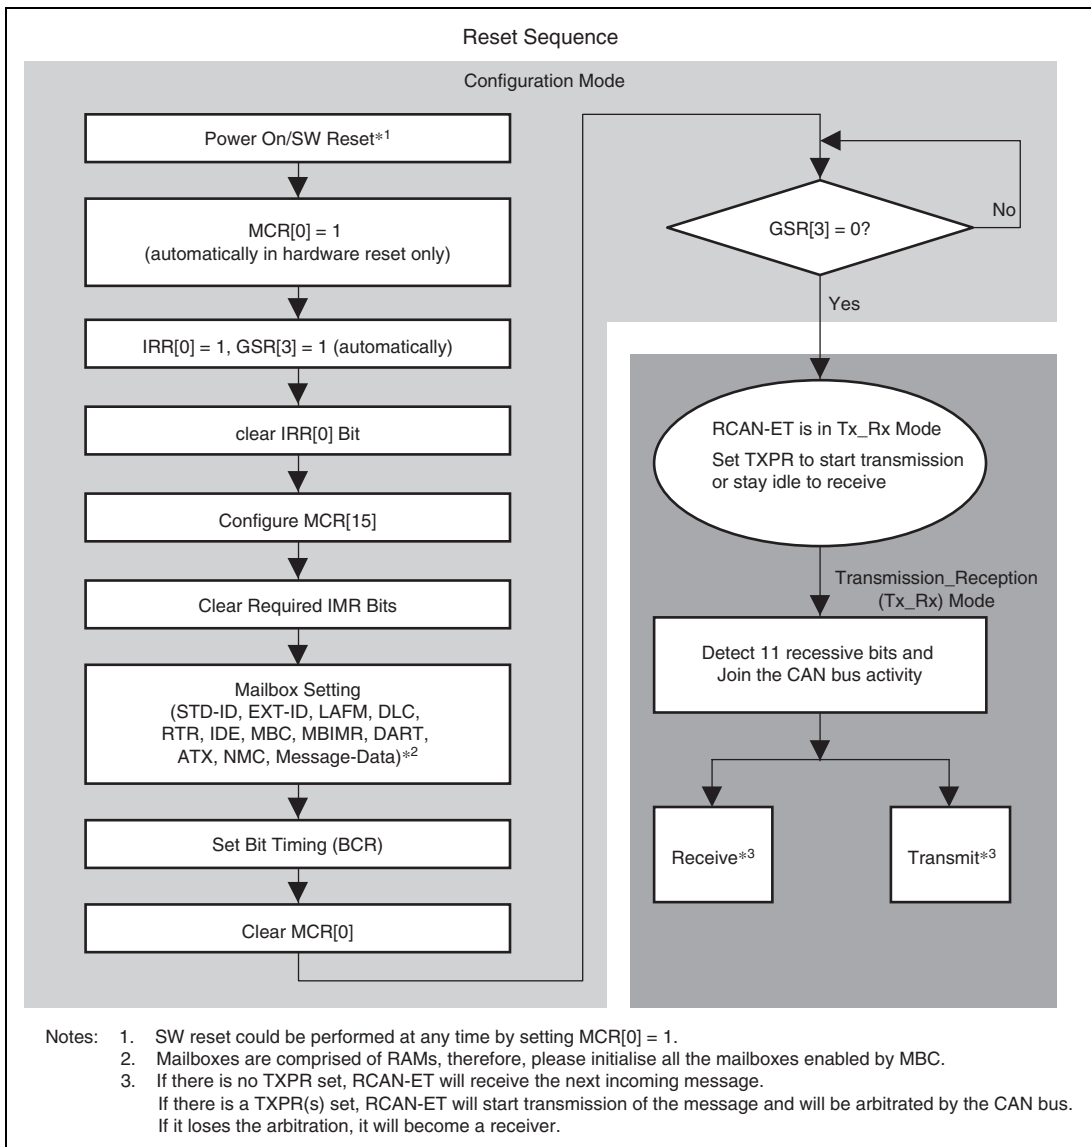 Reset Sequence
Configuration Mode
Power On/SW Reset*1
MCR[0] = 1
(automatically in hardware reset only)
IRR[0] = 1, GSR[3] = 1 (automatically)
clear IRR[0] Bit
Configure MCR[15]
Clear Required IMR Bits
Mailbox Setting
(STD-ID, EXT-ID, LAFM, DLC,
RTR, IDE, MBC, MBIMR, DART,
ATX, NMC, Message-Data)*2
Set Bit Timing (BCR)
Clear MCR[0]
GSR[3] = 0?
No
Yes
RCAN-ET is in Tx_Rx Mode
Set TXPR to start transmission
or stay idle to receive
Transmission_Reception
(Tx_Rx) Mode
Detect 11 recessive bits and
Join the CAN bus activity
Receive*3
Transmit*3
Notes: 1. SW reset could be performed at any time by setting MCR[0] = 1.
2. Mailboxes are comprised of RAMs, therefore, please initialise all the mailboxes enabled by MBC.
3. If there is no TXPR set, RCAN-ET will receive the next incoming message.
If there is a TXPR(s) set, RCAN-ET will start transmission of the message and will be arbitrated by the CAN bus.
If it loses the arbitration, it will become a receiver.